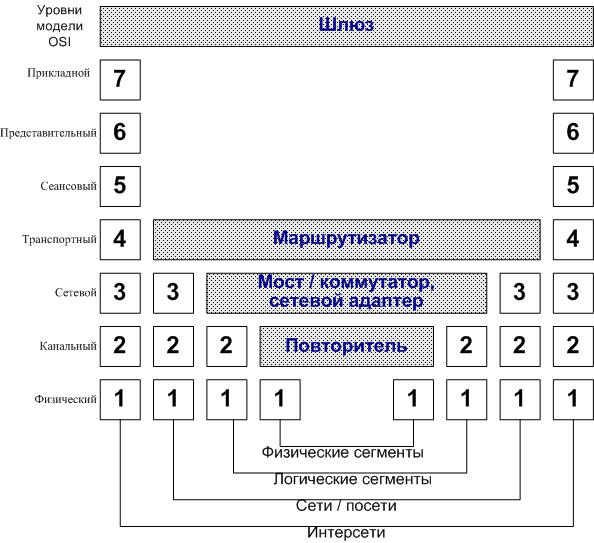 Уровни
модели
OSI
Шлюз
Прикладной 7 7
Представительный 6 6
Сеансовый 5 5
Транспортный 4 Маршрутизатор 4
Сетевой 3 3 Мост / коммутатор,
сетевой адаптер 3 3
Канальный 2 2 2 Повторитель 2 2 2
Физический 1 1 1 1 1 1 1 1
Физические сегменты
Логические сегменты
Сети / посети
Интерсети